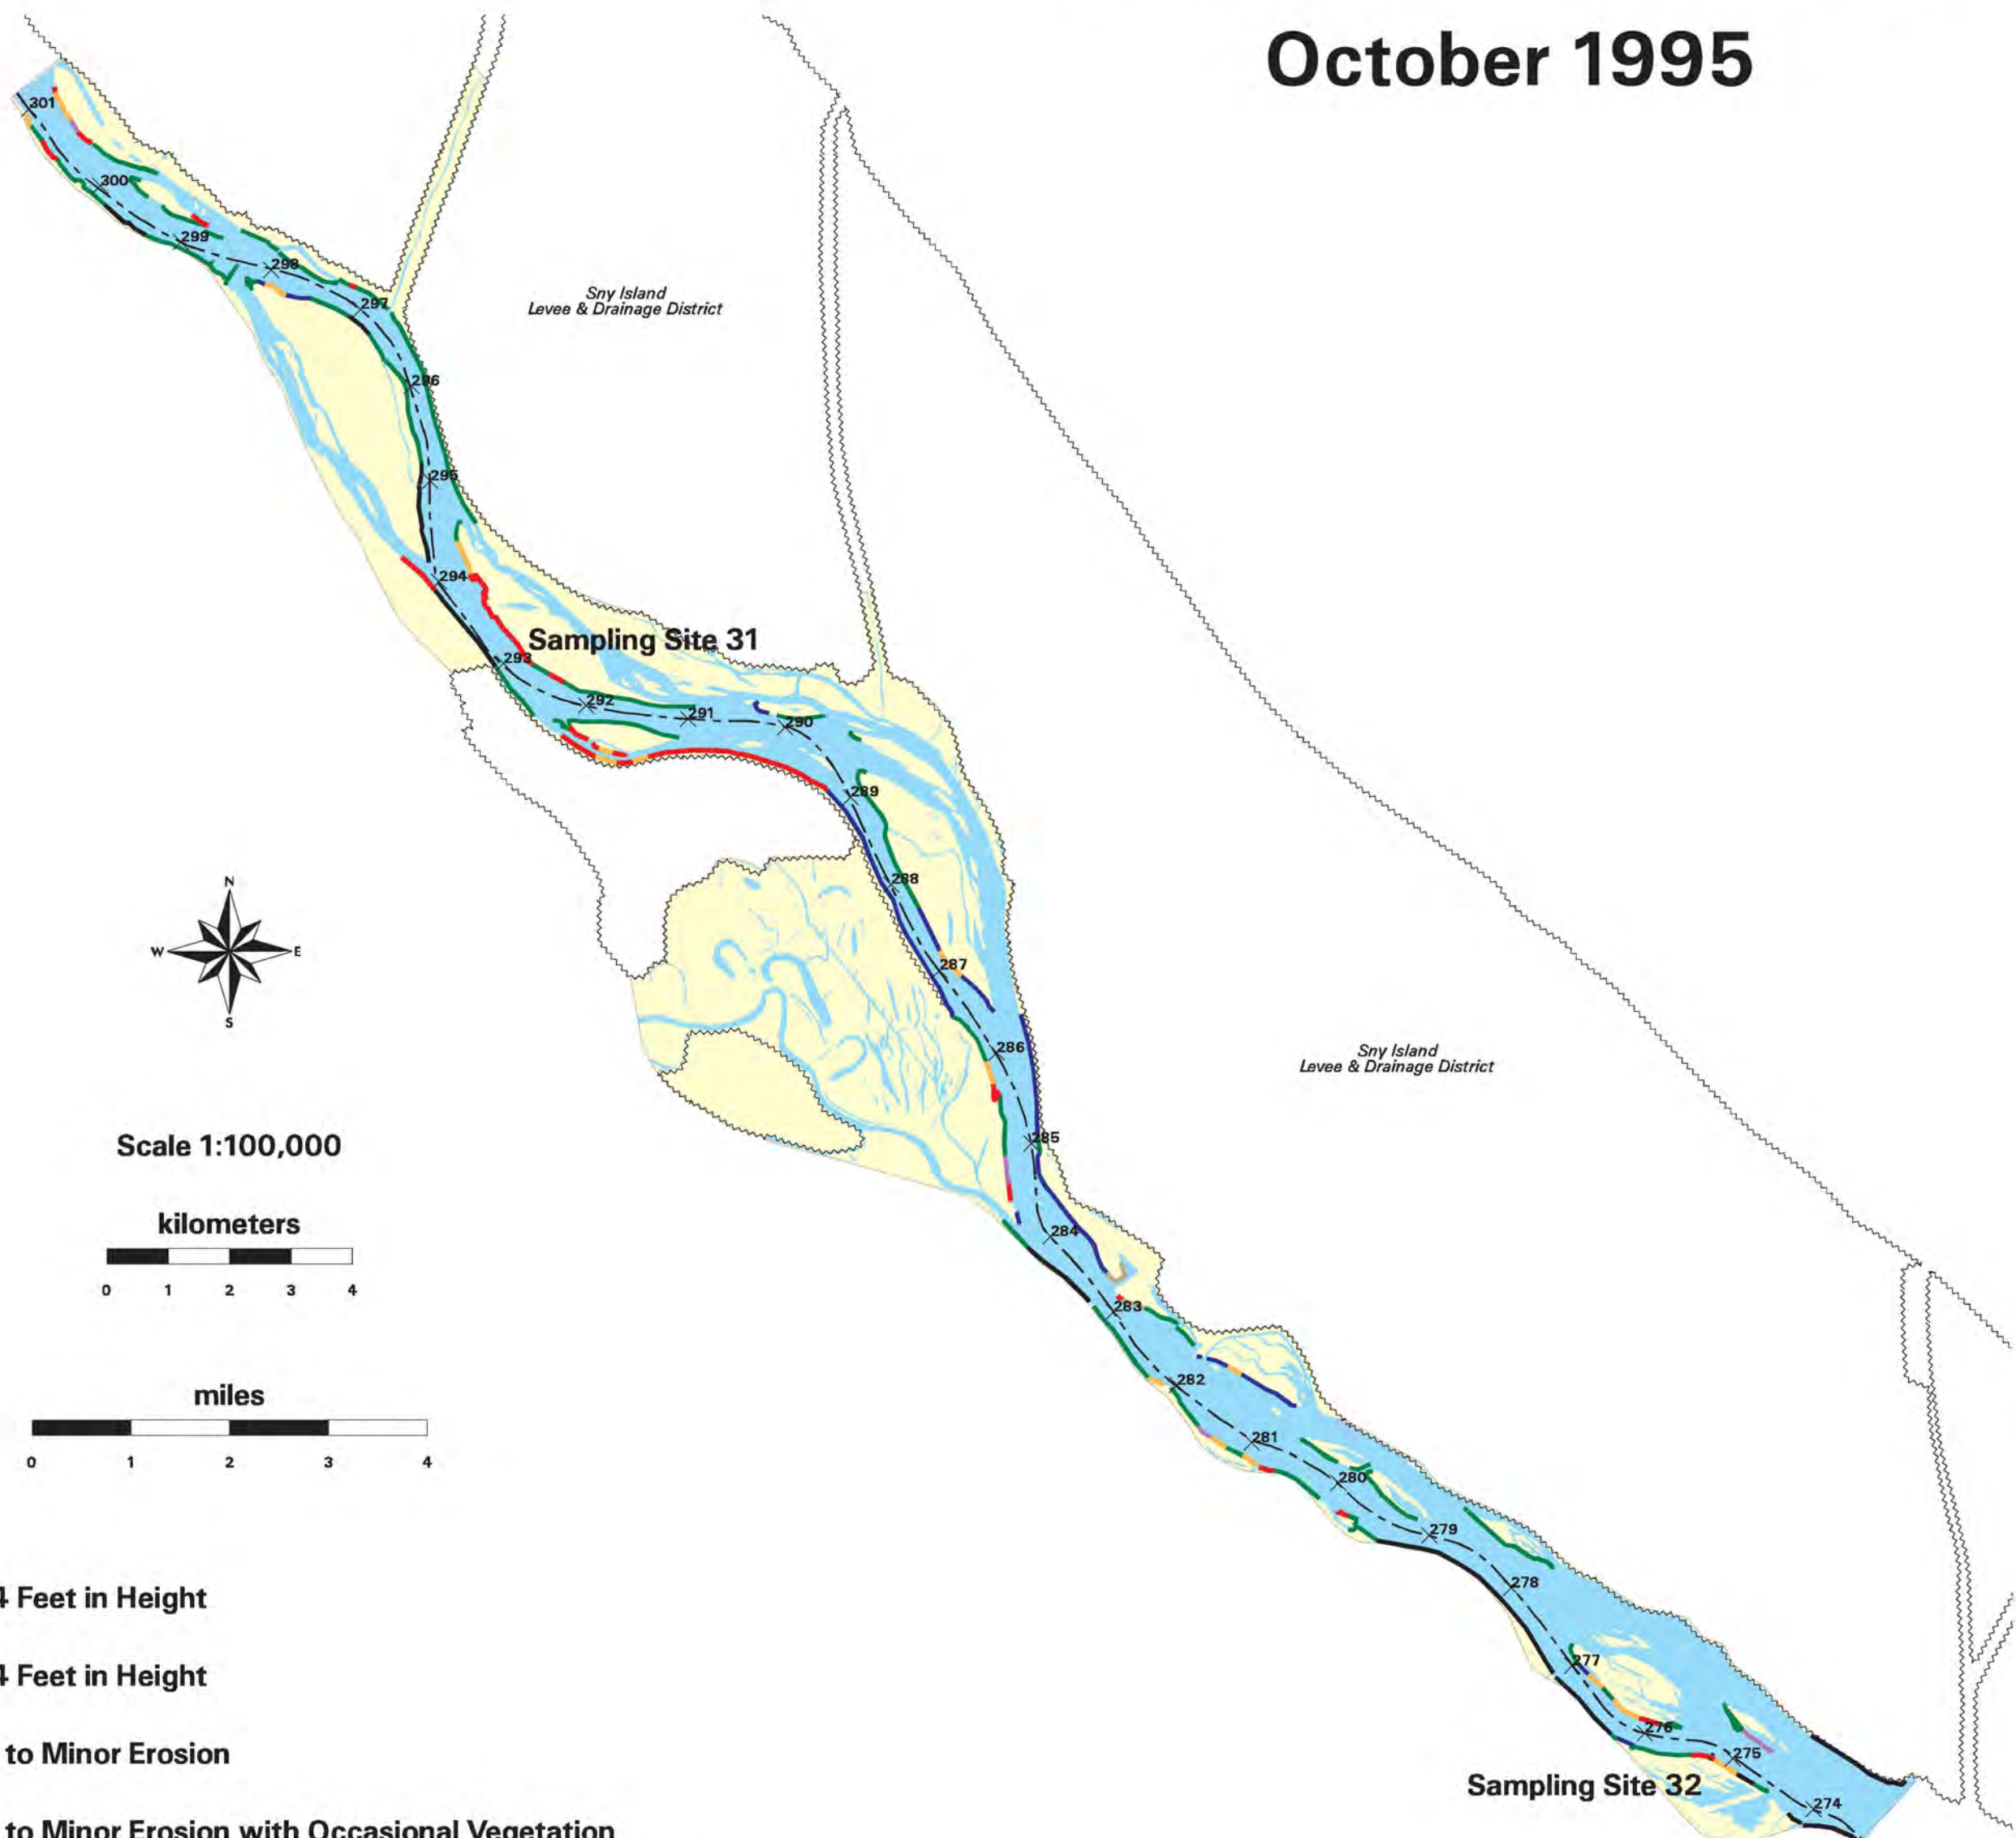 October 1995
301
300
299
298
297
296
295
294
293
292
291
290
289
288
287
286
285
284
283
282
281
280
279
278
277
276
275
274
Sny Island
Levee & Drainage District
Sampling Site 31
N
W
E
S
Sny Island
Levee & Drainage District
Scale 1:100,000
kilometers
0 1 2 3 4
miles
0 1 2 3 4
4 Feet in Height
4 Feet in Height
to Minor Erosion
to Minor Erosion with Occasional Vegetation
Sampling Site 32